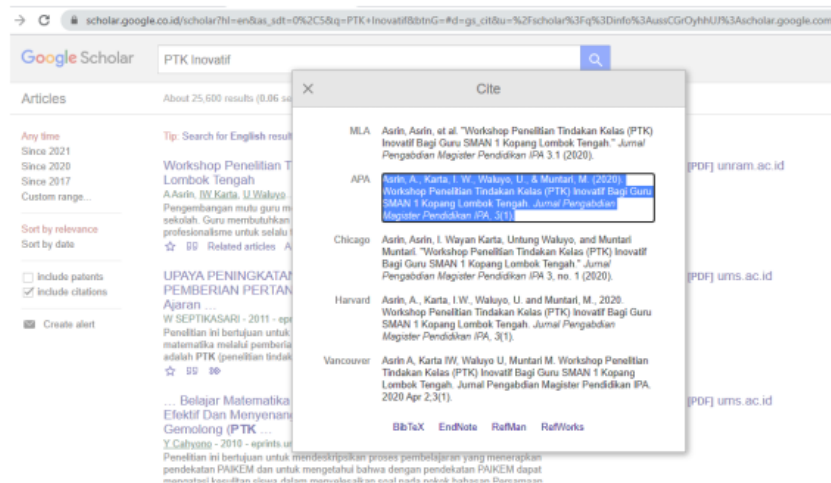 scholar.google.co.id/scholar?hl=en&as_sdt=0%2C5&q=PTK+Inovatif&btnG=#d=gs_cit&u=%2Fscholar%3Fq%3Dinfo%3AussCGrOyhhUJ%3Ascholar.google.com
Google Scholar
PTK Inovatif
Articles
About 25,600 results (0.06 se
Any time
Since 2021
Since 2020
Since 2017
Custom range...
Sort by relevance
Sort by date
include patents
include citations
Create alert
Tip: Search for English result
Workshop Penelitian T
Lombok Tengah
A Asrin, IW Karta, U Waluyo
Pengembangan mutu guru m
sekolah. Guru membutuhkan
profesionalisme untuk selalu
Related articles A
[PDF] unram.ac.id
UPAYA PENINGKATAN
PEMBERIAN PERTAN
Ajaran ...
W SEPTIKASARI - 2011 - epr
Penelitian ini bertujuan untuk
matematika melalui pemberia
adalah PTK (penelitian tindak
[PDF] ums.ac.id
... Belajar Matematika
Efektif Dan Menyenang
Gemolong (PTK ...
Y Cahyono - 2010 - eprints.u
Penelitian ini bertujuan untuk mendeskripsikan proses pembelajaran yang menerapkan
pendekatan PAIKEM dan untuk mengetahui bahwa dengan pendekatan PAIKEM dapat
mengatasi kesulitan siswa dalam menyelesaikan soal pada pokok bahasan Persamaan
[PDF] ums.ac.id
Cite
MLA
Asrin, Asrin, et al. "Workshop Penelitian Tindakan Kelas (PTK)
Inovatif Bagi Guru SMAN 1 Kopang Lombok Tengah." Jurnal
Pengabdian Magister Pendidikan IPA 3.1 (2020).
APA
Asrin, A., Karta, I. W., Waluyo, U., & Muntari, M. (2020).
Workshop Penelitian Tindakan Kelas (PTK) Inovatif Bagi Guru
SMAN 1 Kopang Lombok Tengah. Jurnal Pengabdian
Magister Pendidikan IPA, 3(1).
Chicago
Asrin, Asrin, I. Wayan Karta, Untung Waluyo, and Muntari
Muntari. "Workshop Penelitian Tindakan Kelas (PTK) Inovatif
Bagi Guru SMAN 1 Kopang Lombok Tengah." Jurnal
Pengabdian Magister Pendidikan IPA 3, no. 1 (2020).
Harvard
Asrin, A., Karta, I.W., Waluyo, U. and Muntari, M., 2020.
Workshop Penelitian Tindakan Kelas (PTK) Inovatif Bagi Guru
SMAN 1 Kopang Lombok Tengah. Jurnal Pengabdian
Magister Pendidikan IPA, 3(1).
Vancouver
Asrin A, Karta IW, Waluyo U, Muntari M. Workshop Penelitian
Tindakan Kelas (PTK) Inovatif Bagi Guru SMAN 1 Kopang
Lombok Tengah. Jurnal Pengabdian Magister Pendidikan IPA.
2020 Apr 2;3(1).
BibTeX EndNote RefMan RefWorks